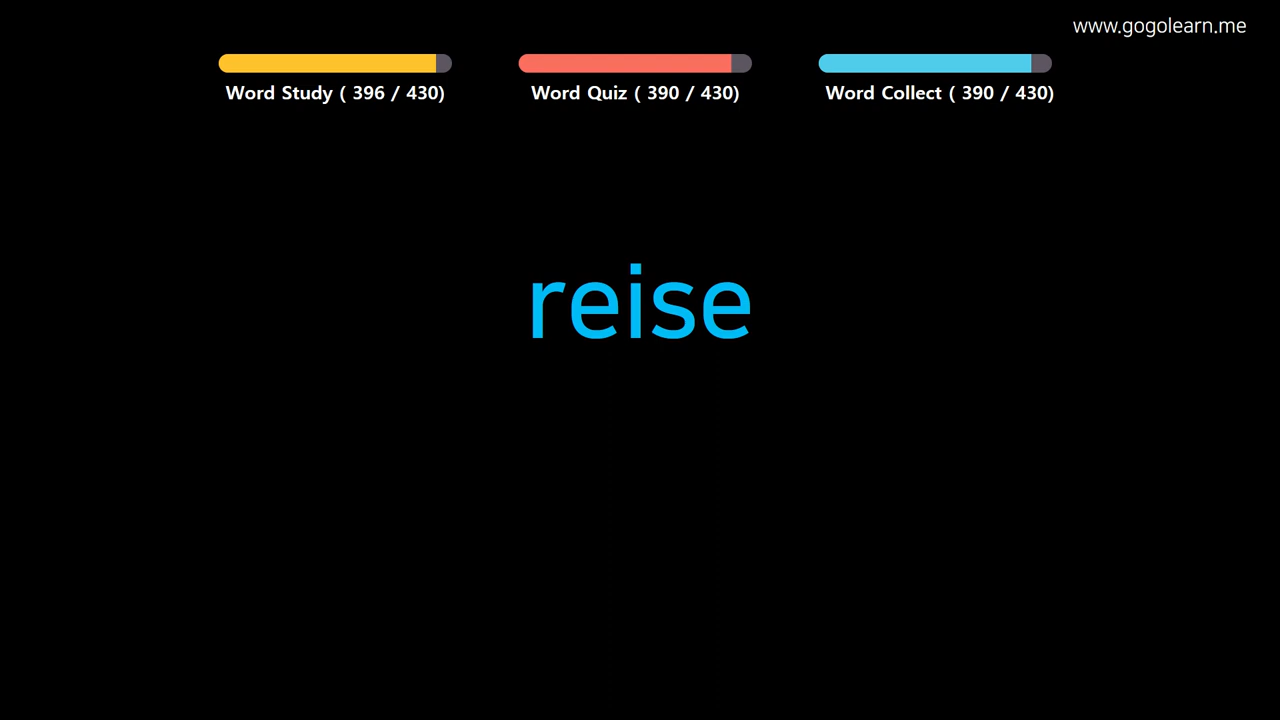 www.gogolearn.me
Word Study ( 396 / 430)
Word Quiz ( 390 / 430)
Word Collect ( 390 / 430)
reise